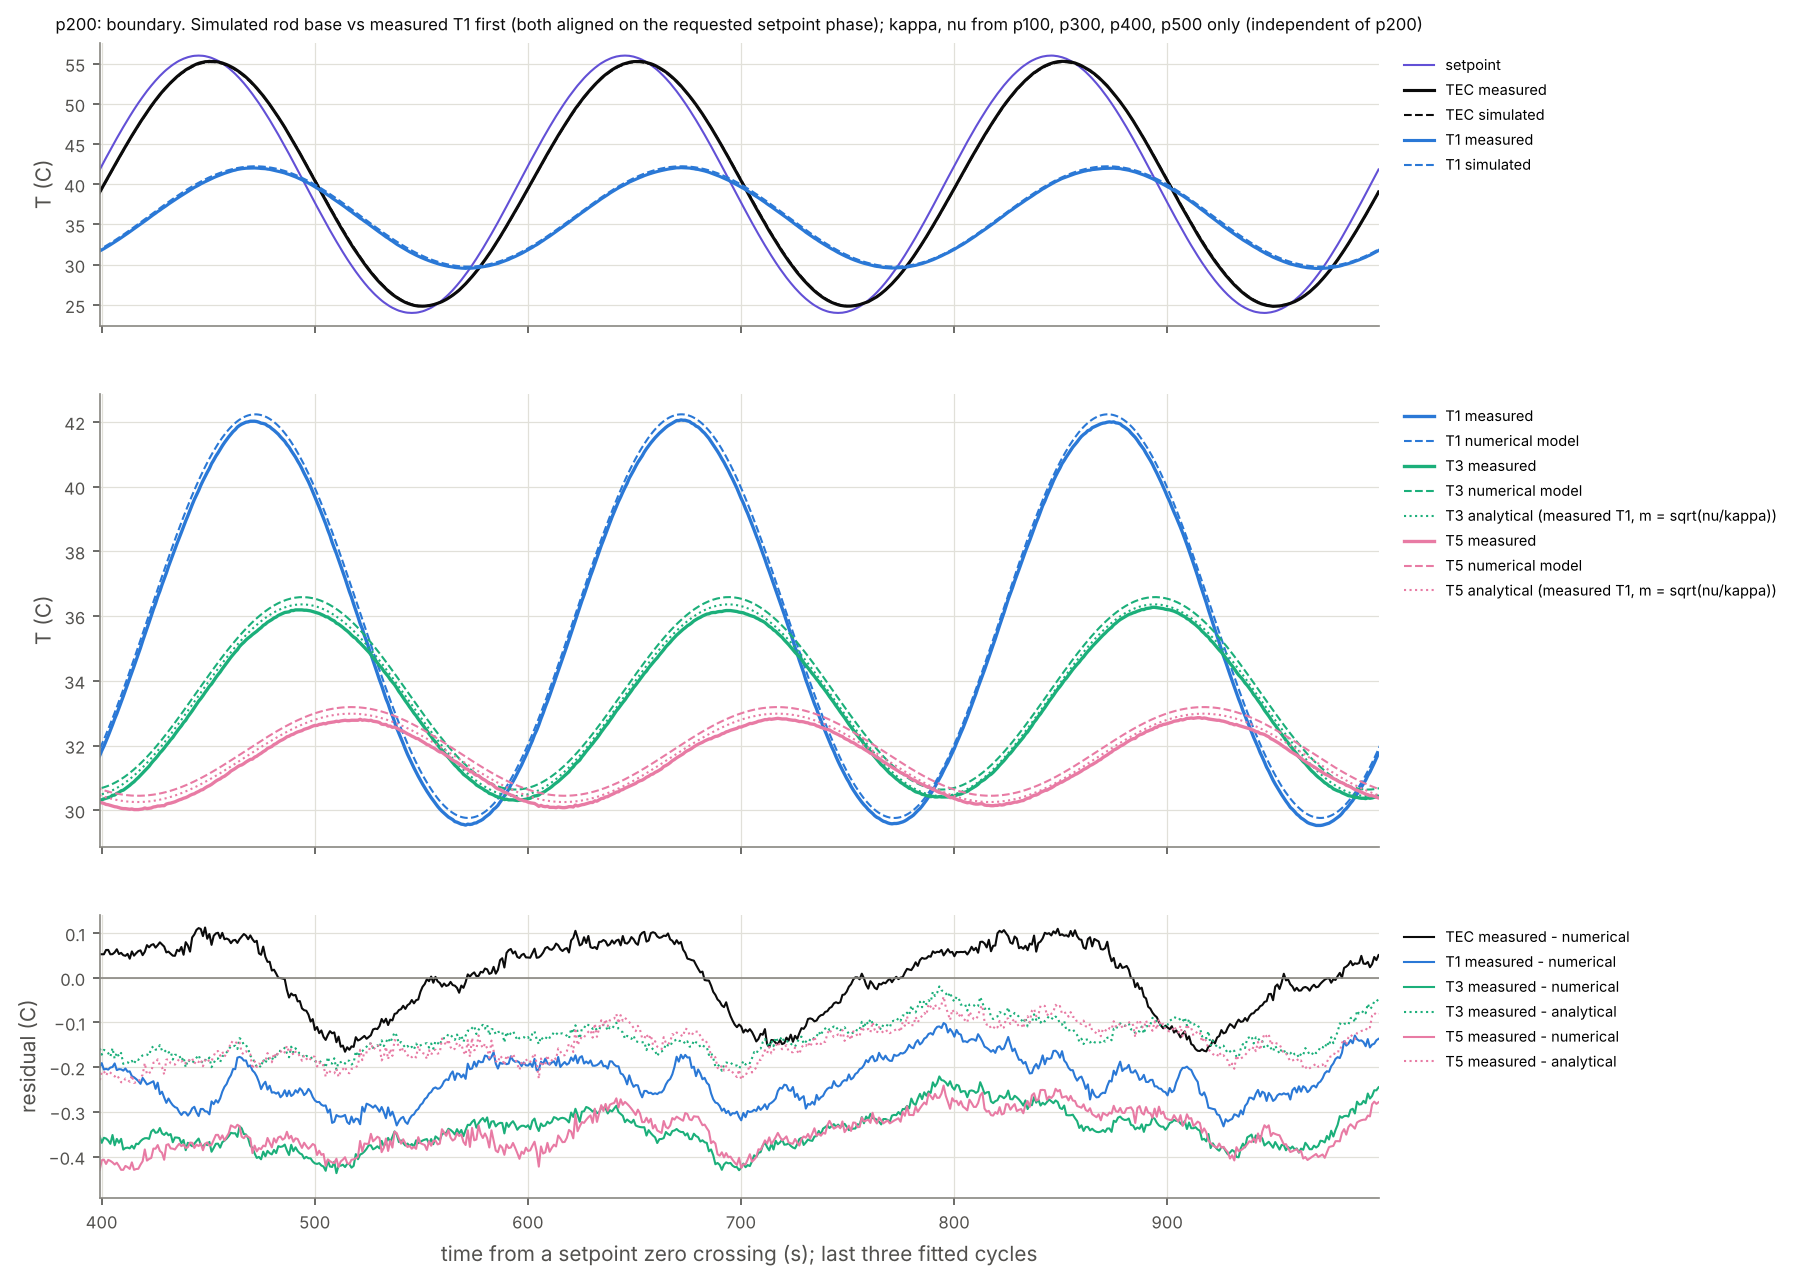 p200: boundary. Simulated rod base vs measured T1 first (both aligned on the requested setpoint phase); kappa, nu from p100, p300, p400, p500 only (independent of p200)
55
50
45
40
35
30
25
T (C)
setpoint
TEC measured
TEC simulated
T1 measured
T1 simulated
42
40
38
36
34
32
30
T (C)
T1 measured
T1 numerical model
T3 measured
T3 numerical model
T3 analytical (measured T1, m = sqrt(nu/kappa))
T5 measured
T5 numerical model
T5 analytical (measured T1, m = sqrt(nu/kappa))
0.1
0.0
−0.1
−0.2
−0.3
−0.4
residual (C)
TEC measured - numerical
T1 measured - numerical
T3 measured - numerical
T3 measured - analytical
T5 measured - numerical
T5 measured - analytical
400 500 600 700 800 900
time from a setpoint zero crossing (s); last three fitted cycles